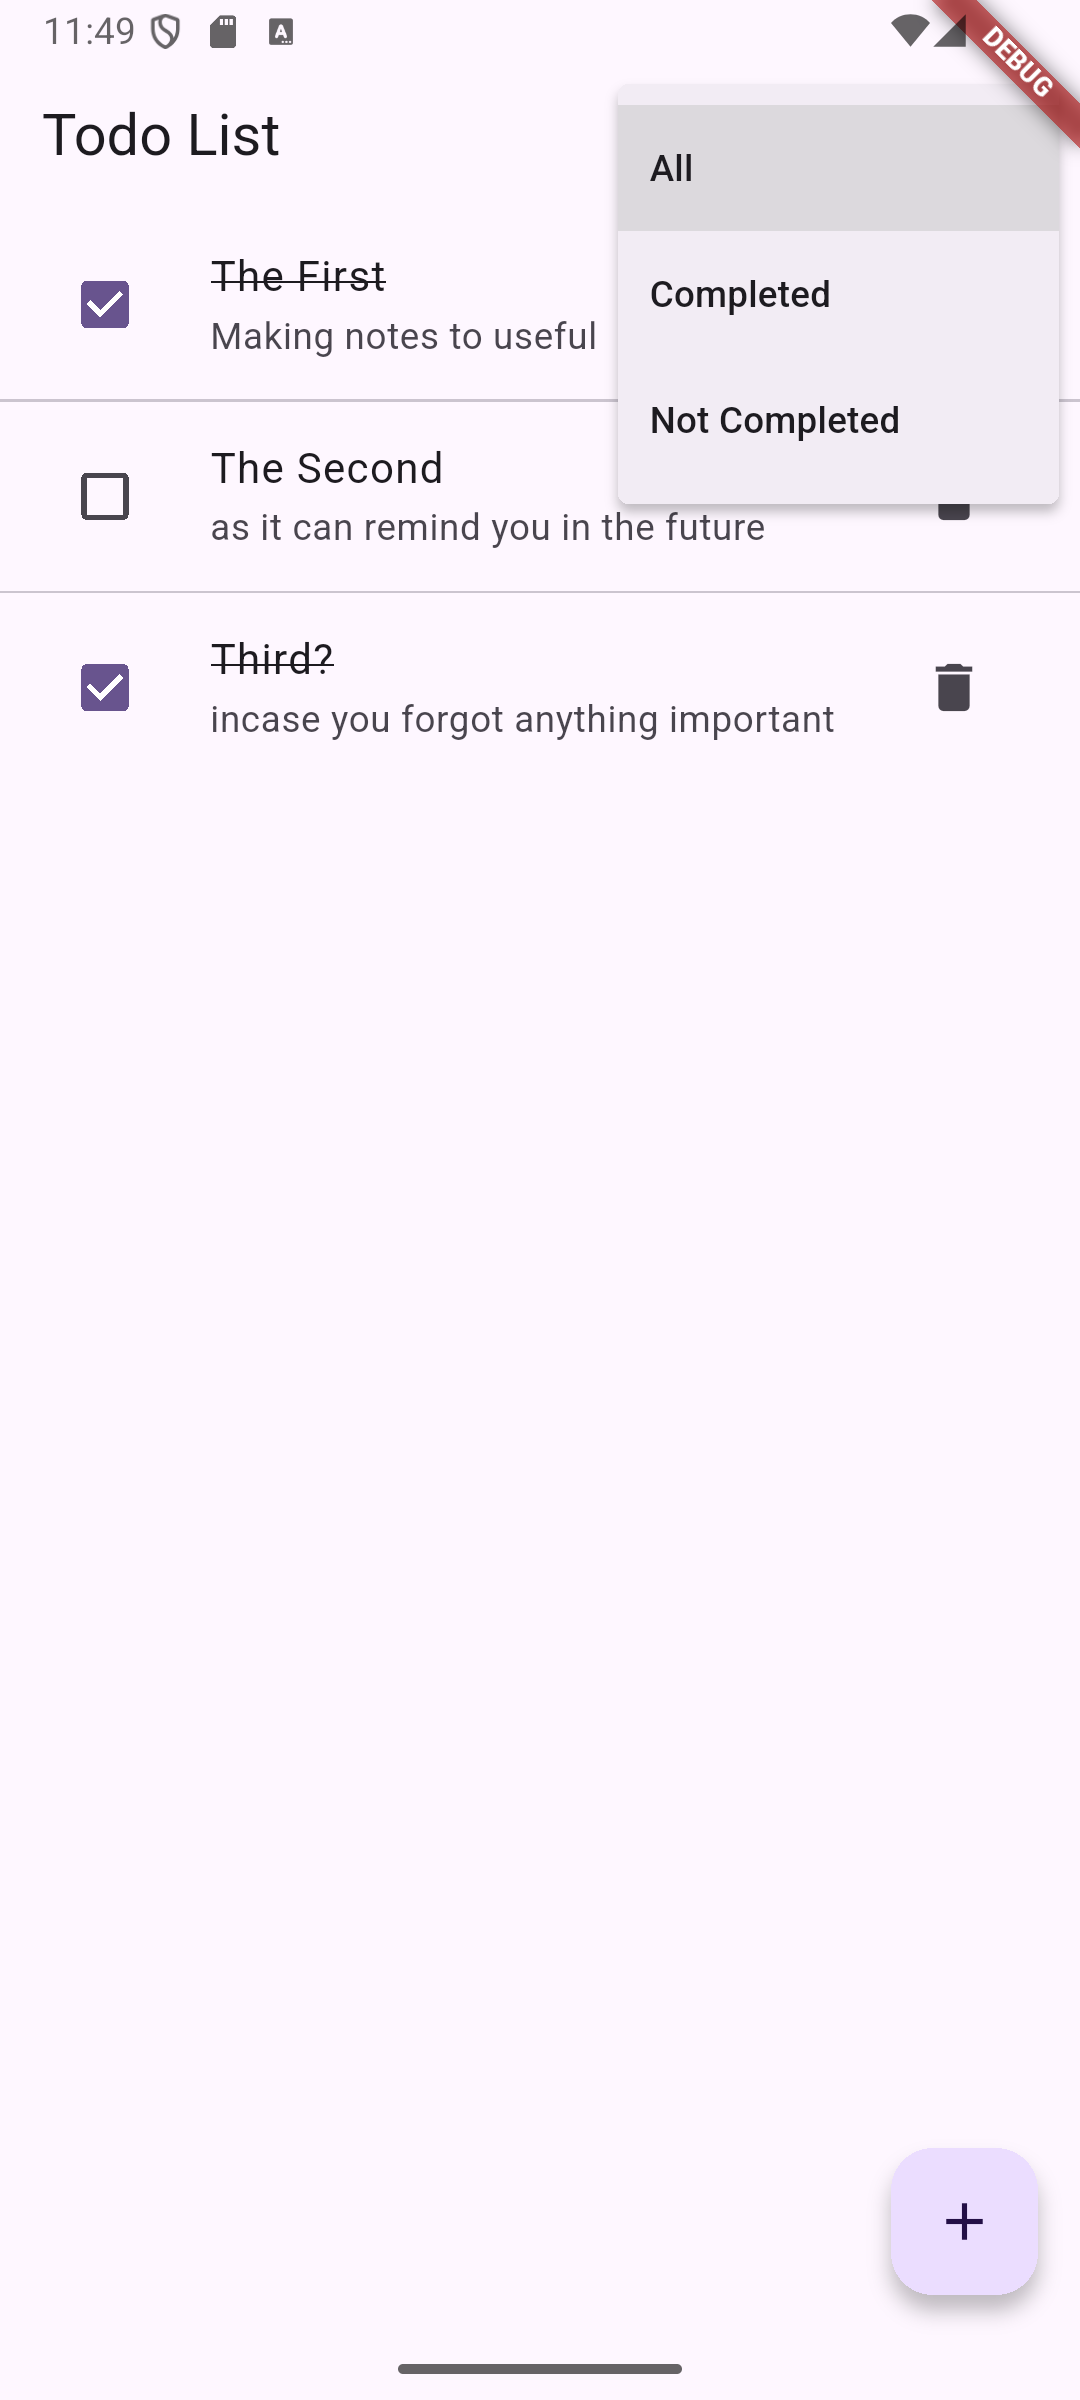 11:49
DEBUG
Todo List
All
Completed
Not Completed
The First
Making notes to useful
The Second
as it can remind you in the future
Third?
incase you forgot anything important